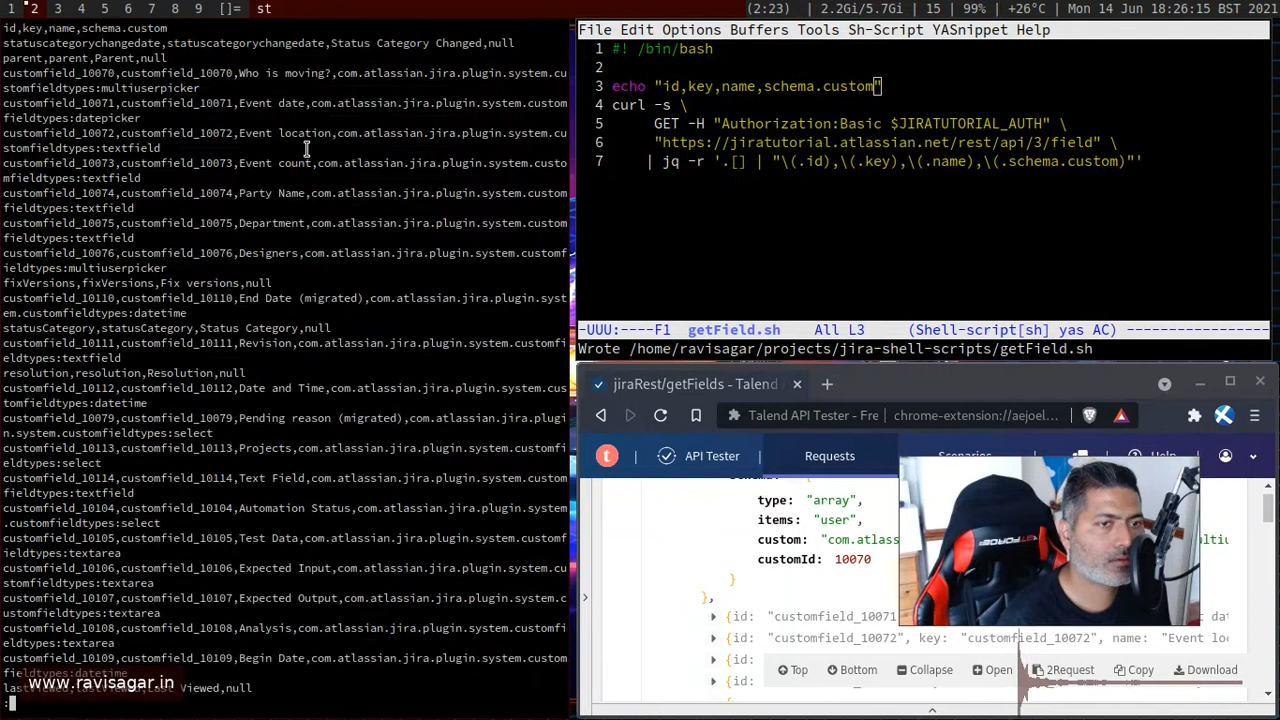 1 2 3 4 5 6 7 8 9 []= st (2:23) | 2.2Gi/5.7Gi | 15 | 99% | +26°C | Mon 14 Jun 18:26:15 BST 2021
id,key,name,schema.custom
statuscategorychangedate,statuscategorychangedate,Status Category Changed,null
parent,parent,Parent,null
customfield_10070,customfield_10070,Who is moving?,com.atlassian.jira.plugin.system.cu
stomfieldtypes:multiuserpicker
customfield_10071,customfield_10071,Event date,com.atlassian.jira.plugin.system.custom
fieldtypes:datepicker
customfield_10072,customfield_10072,Event location,com.atlassian.jira.plugin.system.cu
stomfieldtypes:textfield
customfield_10073,customfield_10073,Event count,com.atlassian.jira.plugin.system.custo
mfieldtypes:textfield
customfield_10074,customfield_10074,Party Name,com.atlassian.jira.plugin.system.custom
fieldtypes:textfield
customfield_10075,customfield_10075,Department,com.atlassian.jira.plugin.system.custom
fieldtypes:textfield
customfield_10076,customfield_10076,Designers,com.atlassian.jira.plugin.system.customf
ieldtypes:multiuserpicker
fixVersions,fixVersions,Fix versions,null
customfield_10110,customfield_10110,End Date (migrated),com.atlassian.jira.plugin.syst
em.customfieldtypes:datetime
statusCategory,statusCategory,Status Category,null
customfield_10111,customfield_10111,Revision,com.atlassian.jira.plugin.system.customfi
eldtypes:textfield
resolution,resolution,Resolution,null
customfield_10112,customfield_10112,Date and Time,com.atlassian.jira.plugin.system.cus
tomfieldtypes:datetime
customfield_10079,customfield_10079,Pending reason (migrated),com.atlassian.jira.plugi
n.system.customfieldtypes:select
customfield_10113,customfield_10113,Projects,com.atlassian.jira.plugin.system.customfi
eldtypes:select
customfield_10114,customfield_10114,Text Field,com.atlassian.jira.plugin.system.custom
fieldtypes:textfield
customfield_10104,customfield_10104,Automation Status,com.atlassian.jira.plugin.system
.customfieldtypes:select
customfield_10105,customfield_10105,Test Data,com.atlassian.jira.plugin.system.customf
ieldtypes:textarea
customfield_10106,customfield_10106,Expected Input,com.atlassian.jira.plugin.system.cu
stomfieldtypes:textarea
customfield_10107,customfield_10107,Expected Output,com.atlassian.jira.plugin.system.c
ustomfieldtypes:textarea
customfield_10108,customfield_10108,Analysis,com.atlassian.jira.plugin.system.customfi
eldtypes:textarea
customfield_10109,customfield_10109,Begin Date,com.atlassian.jira.plugin.system.customf
ieldtypes:datetime
lastViewed,lastViewed,Last Viewed,null
:
www.ravisagar.in
File Edit Options Buffers Tools Sh-Script YASnippet Help
1 #! /bin/bash
2
3 echo "id,key,name,schema.custom"
4 curl -s \
5 GET -H "Authorization:Basic $JIRATUTORIAL_AUTH" \
6 "https://jiratutorial.atlassian.net/rest/api/3/field" \
7 | jq -r '.[] | "\(.id),\(.key),\(.name),\(.schema.custom)"'
-UUU:----F1 getField.sh All L3 (Shell-script[sh] yas AC) ----------------
Wrote /home/ravisagar/projects/jira-shell-scripts/getField.sh
jiraRest/getFields - Talend
Talend API Tester - Fre chrome-extension://aejoel...
t API Tester Requests Scenarios Help
type: "array",
items: "user",
custom: "com.atlass
customId: 10070
}
},
{id: "customfield_10071
{id: "customfield_10072", key: "customfield_10072", name: "Event loc
{id:
{id:
Top Bottom Collapse Open 2Request Copy Download